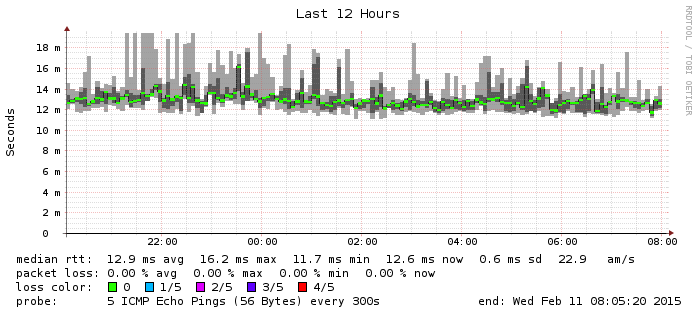 Last 12 Hours
RRDTOOL / TOBI OETIKER
Seconds
18 m
16 m
14 m
12 m
10 m
8 m
6 m
4 m
2 m
0
22:00 00:00 02:00 04:00 06:00 08:00
median rtt: 12.9 ms avg 16.2 ms max 11.7 ms min 12.6 ms now 0.6 ms sd 22.9 am/s
packet loss: 0.00 % avg 0.00 % max 0.00 % min 0.00 % now
loss color: 0 1/5 2/5 3/5 4/5
probe: 5 ICMP Echo Pings (56 Bytes) every 300s end: Wed Feb 11 08:05:20 2015